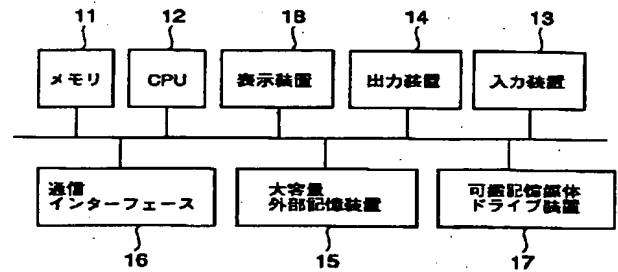 11 12 18 14 13
メモリ CPU 表示装置 出力装置 入力装置
通信 大容量 可搬記憶媒体
インターフェース 外部記憶装置 ドライブ装置
16 15 17